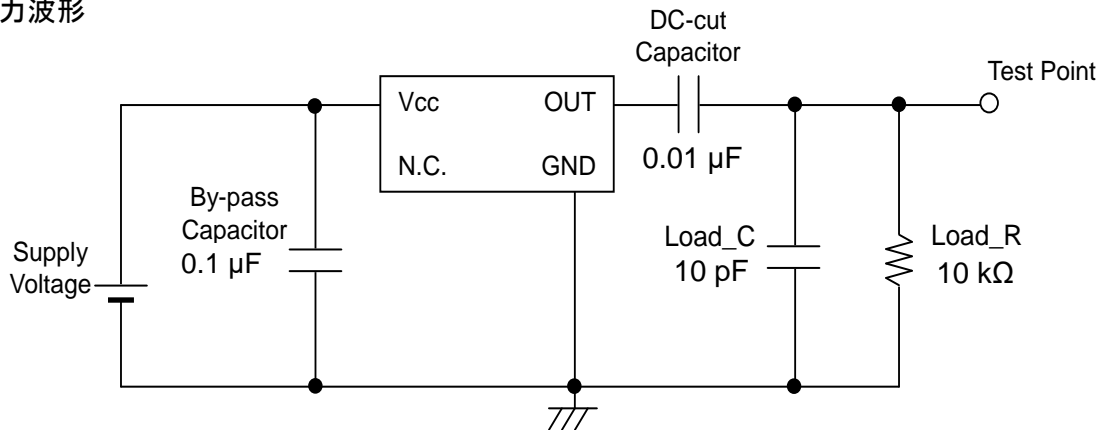 力波形
DC-cut
Capacitor
Test Point
Vcc
OUT
N.C.
GND
0.01 µF
By-pass
Capacitor
0.1 µF
Supply
Voltage
Load_C
10 pF
Load_R
10 kΩ